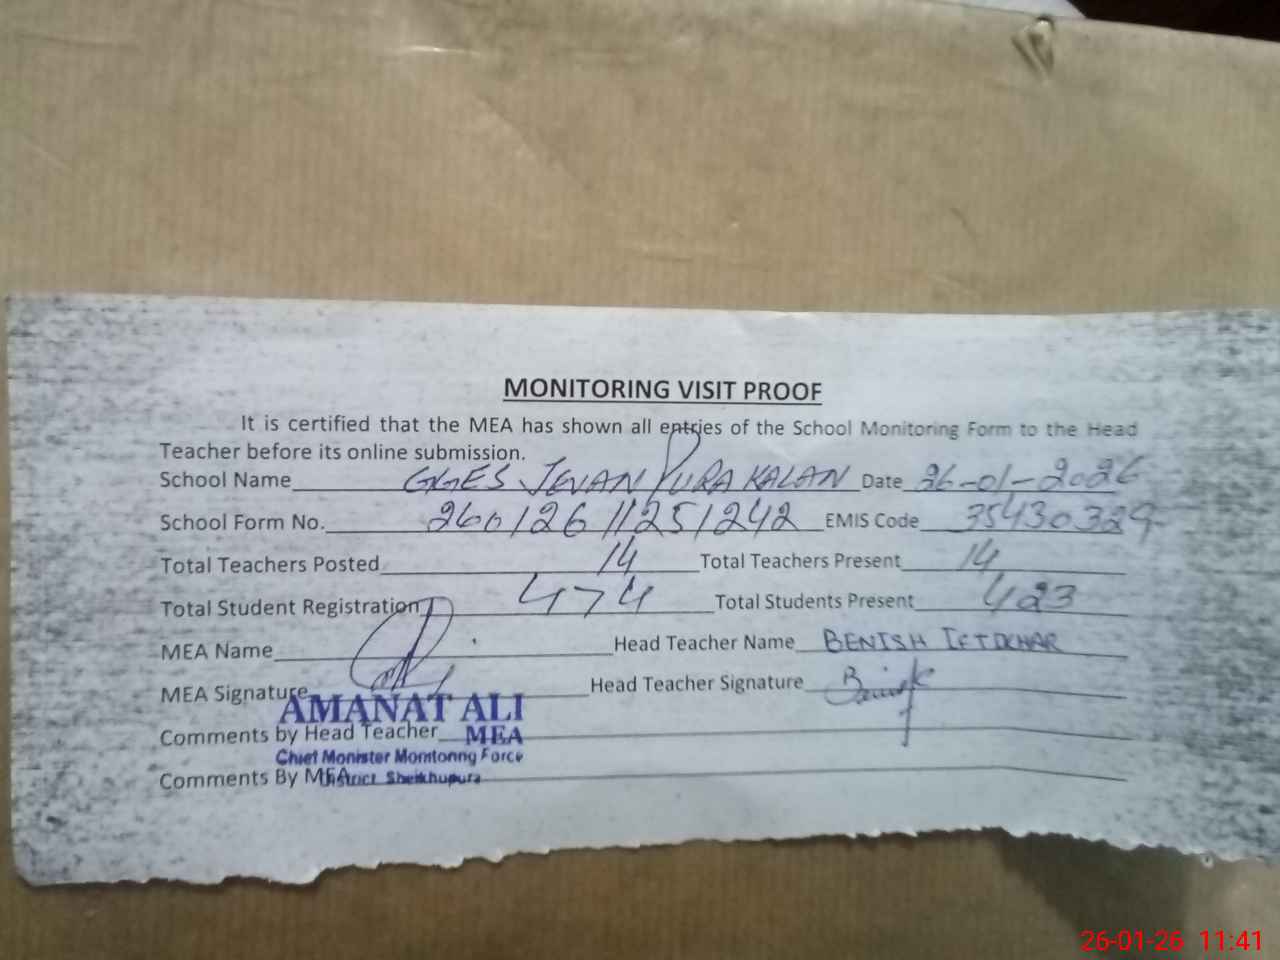 MONITORING VISIT PROOF
It is certified that the MEA has shown all entries of the School Monitoring Form to the Head
Teacher before its online submission.
School Name GGES JEVAN PURA KALAN Date 26-01-2026
School Form No. 26012611251242 EMIS Code 35430329
Total Teachers Posted 14 Total Teachers Present 14
Total Student Registration 474 Total Students Present 423
MEA Name Head Teacher Name BENISH IFTIKHAR
MEA Signature Head Teacher Signature
AMANAT ALI
Comments by Head Teacher MEA
Chief Monister Monitoring Force
Comments By MEA District Sheikhupura
26-01-26 11:41